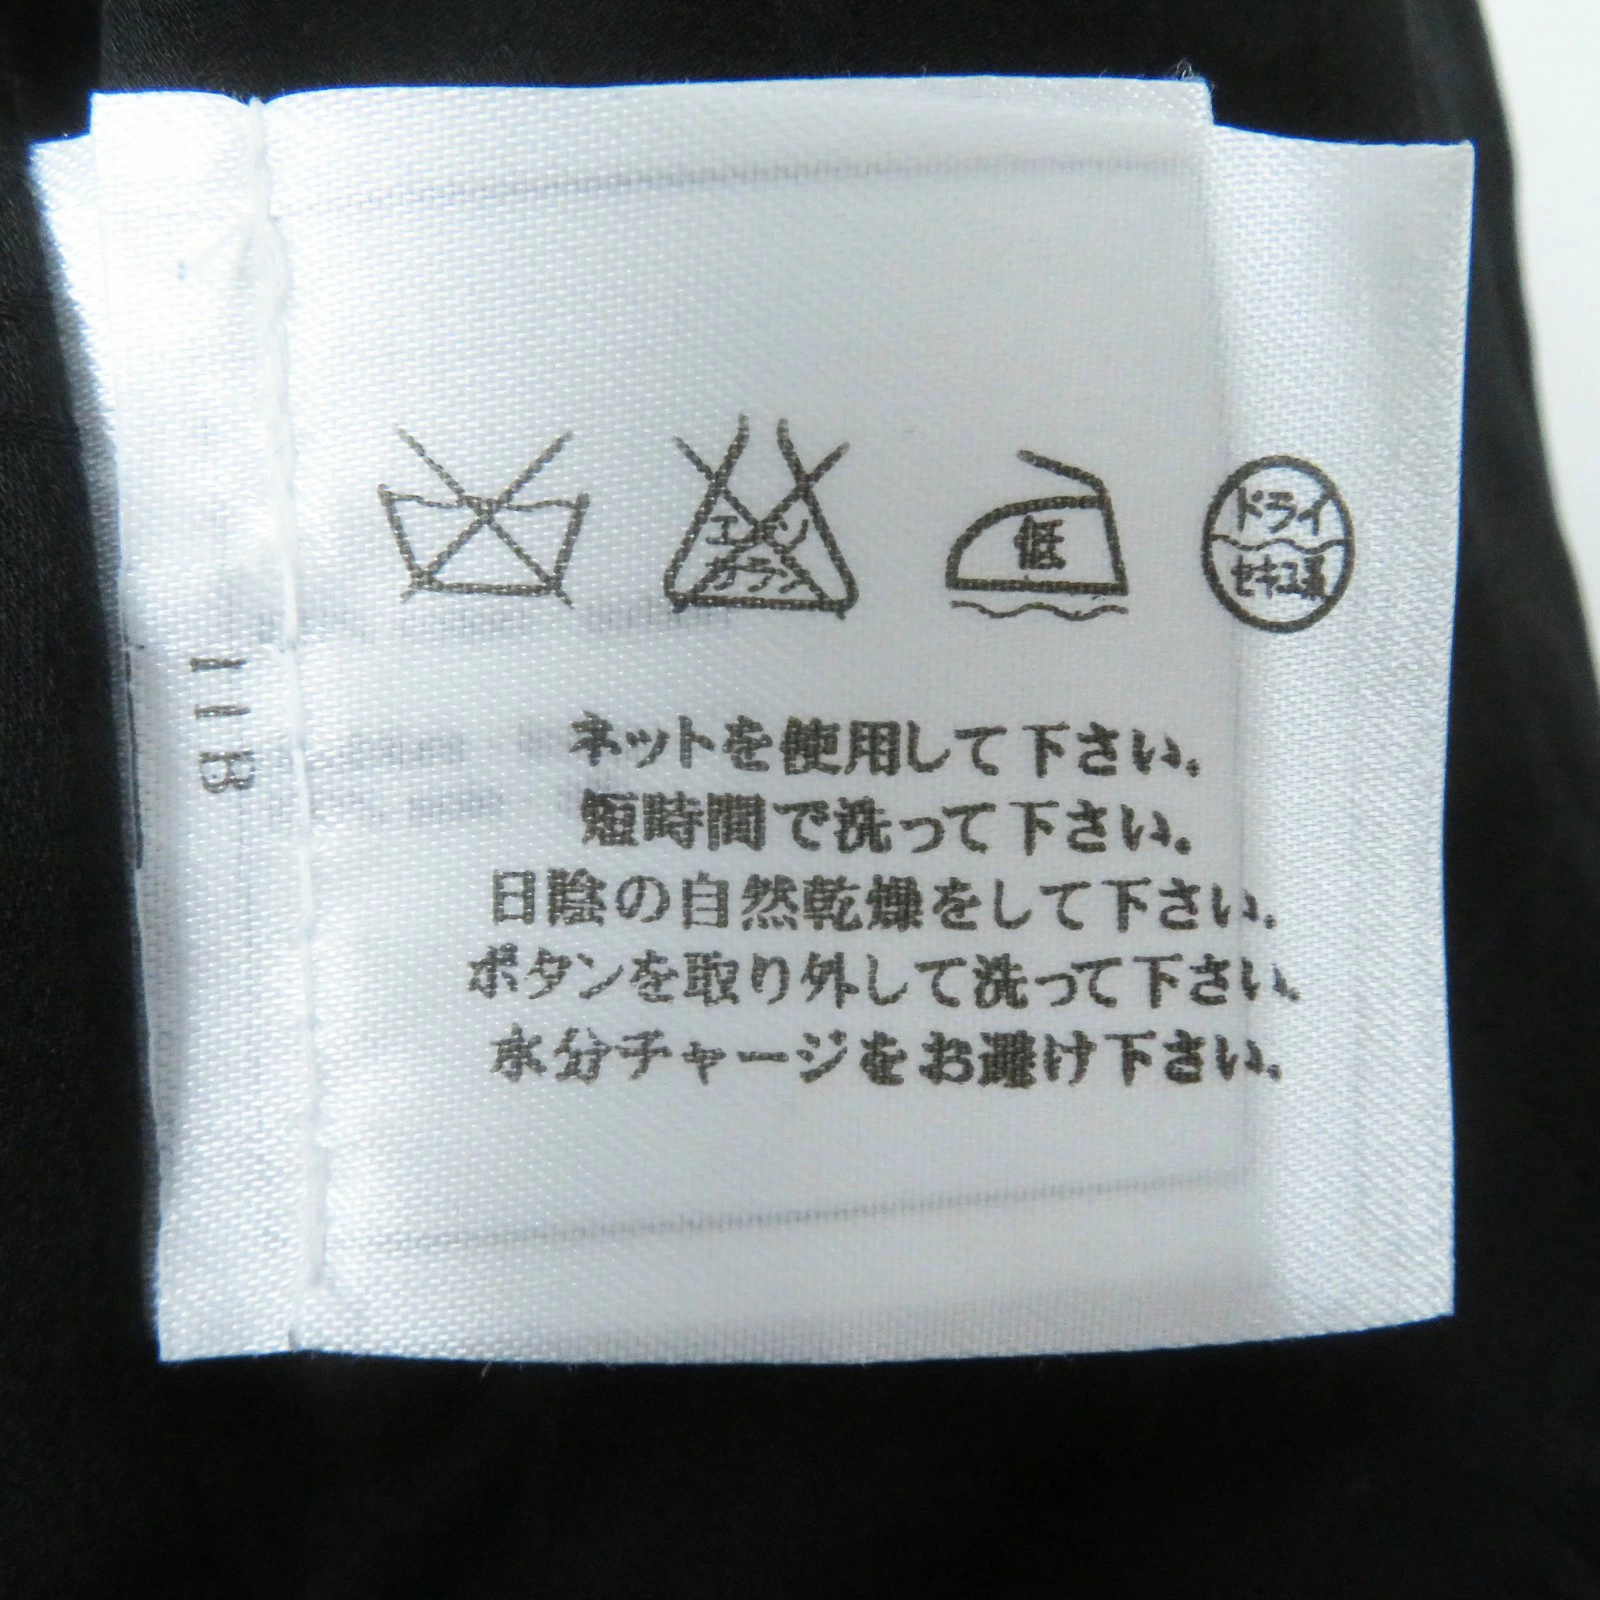 エンソ
サラシ
低
ドライ
セキユ系
11B
ネットを使用して下さい.
短時間で洗って下さい.
日陰の自然乾燥をして下さい.
ボタンを取り外して洗って下さい.
水分チャージをお避け下さい.